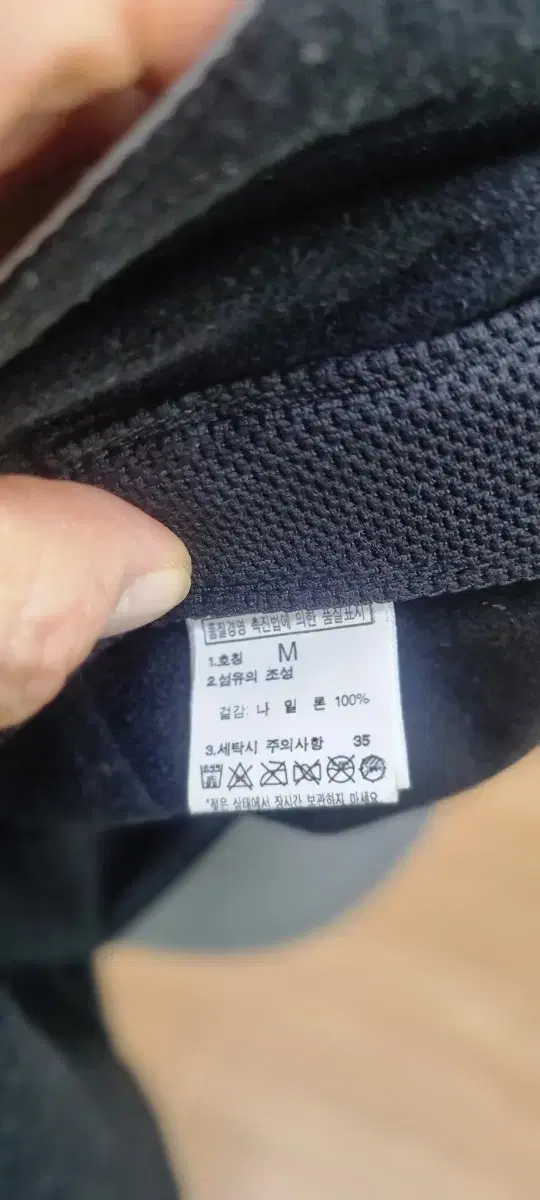 품질경영 촉진법에 의한 품질표시
1.호칭 M
2.섬유의 조성
겉감: 나 일 론 100%
3.세탁시 주의사항 35
*젖은 상태에서 장시간 보관하지 마세요